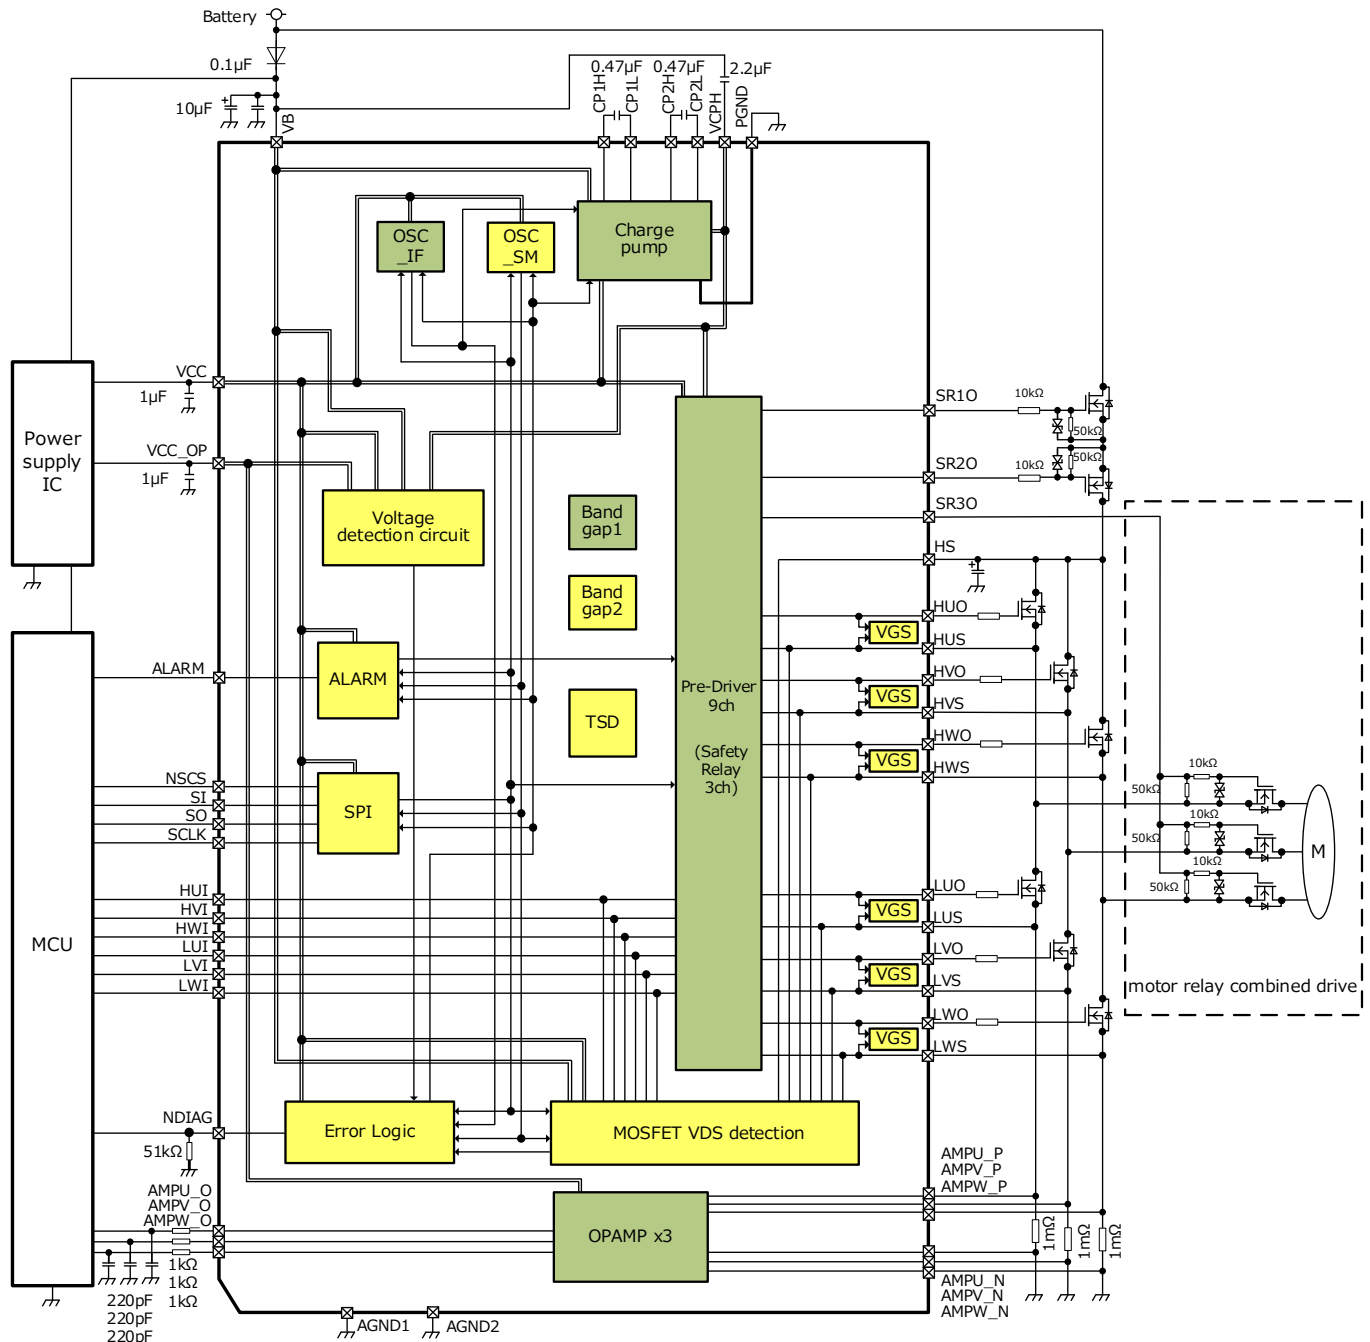 Battery
0.1μF
10μF
VB
0.47μF
0.47μF
2.2μF
CP1H
CP1L
CP2H
CP2L
VCPH
PGND
OSC
_IF
OSC
_SM
Charge
pump
VCC
1μF
VCC_OP
1μF
Power
supply
IC
Voltage
detection circuit
Band
gap1
Band
gap2
TSD
ALARM
ALARM
SPI
NSCS
SI
SO
SCLK
HUI
HVI
HWI
LUI
LVI
LWI
MCU
Pre-Driver
9ch
(Safety
Relay
3ch)
SR1O
10kΩ
50kΩ
SR2O
10kΩ
50kΩ
SR3O
HS
HUO
VGS
HUS
HVO
VGS
HVS
HWO
VGS
HWS
LUO
VGS
LUS
LVO
VGS
LVS
LWO
VGS
LWS
10kΩ
50kΩ
10kΩ
50kΩ
10kΩ
50kΩ
M
motor relay combined drive
NDIAG
51kΩ
Error Logic
MOSFET VDS detection
AMPU_O
AMPV_O
AMPW_O
1kΩ
1kΩ
1kΩ
220pF
220pF
220pF
OPAMP x3
AMPU_P
AMPV_P
AMPW_P
1mΩ
1mΩ
1mΩ
AMPU_N
AMPV_N
AMPW_N
AGND1
AGND2